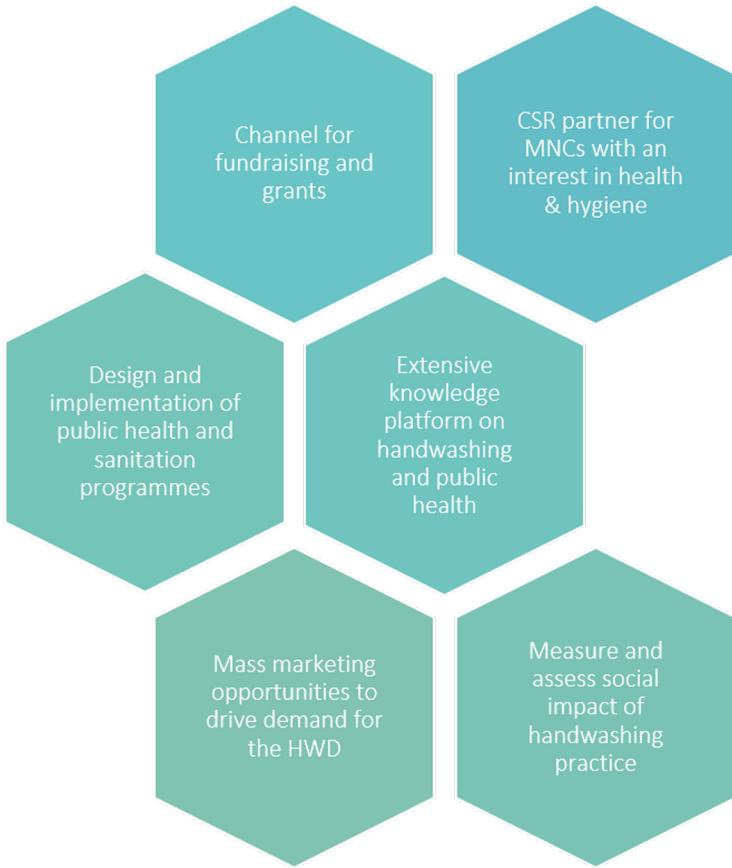 Channel for
fundraising and
grants
CSR partner for
MNCs with an
interest in health
& hygiene
Design and
implementation of
public health and
sanitation
programmes
Extensive
knowledge
platform on
handwashing
and public
health
Mass marketing
opportunities to
drive demand for
the HWD
Measure and
assess social
impact of
handwashing
practice